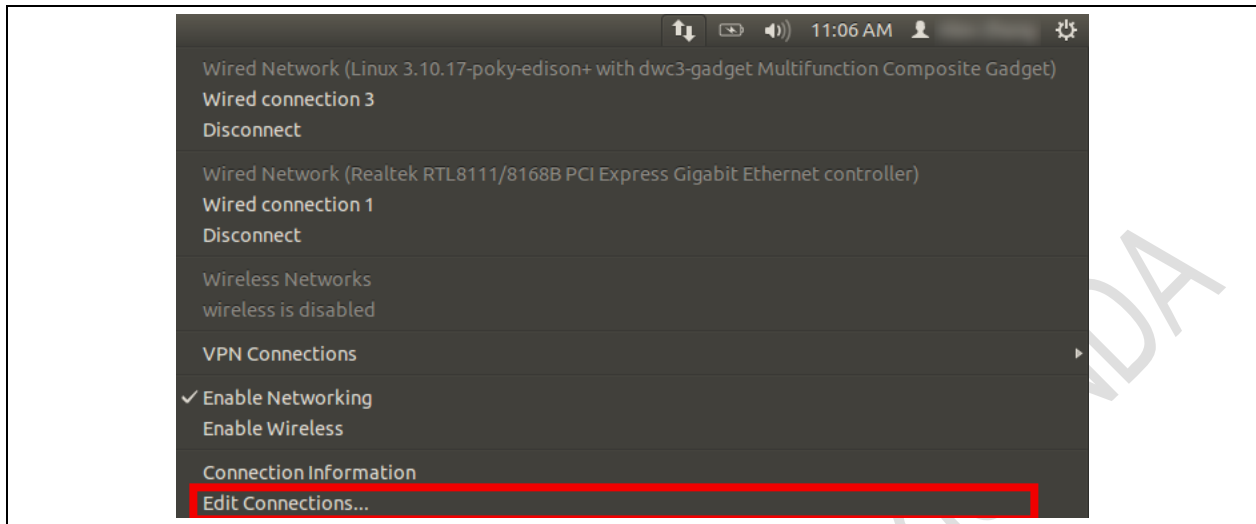 11:06 AM
Wired Network (Linux 3.10.17-poky-edison+ with dwc3-gadget Multifunction Composite Gadget)
Wired connection 3
Disconnect
Wired Network (Realtek RTL8111/8168B PCI Express Gigabit Ethernet controller)
Wired connection 1
Disconnect
Wireless Networks
wireless is disabled
VPN Connections
Enable Networking
Enable Wireless
Connection Information
Edit Connections...
NDA